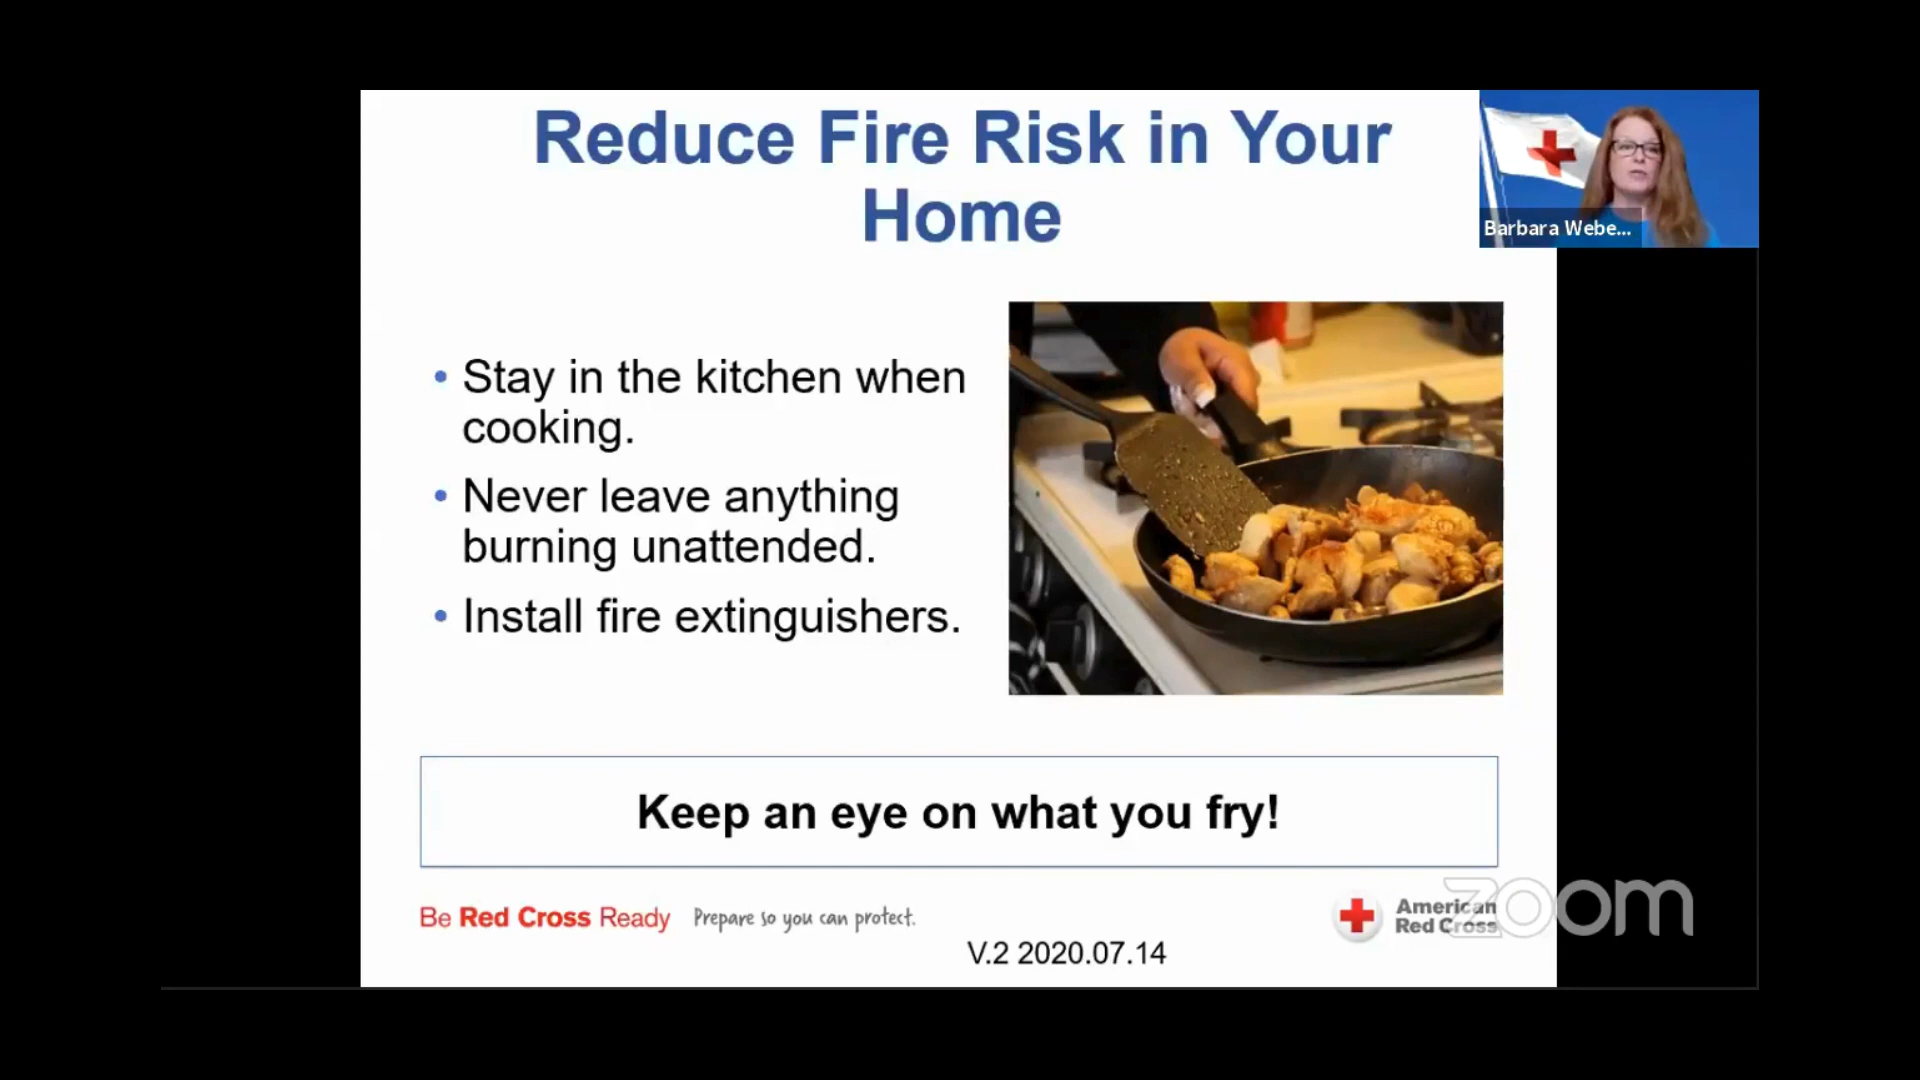 Reduce Fire Risk in Your
Home
Barbara Webe...
• Stay in the kitchen when
cooking.
• Never leave anything
burning unattended.
• Install fire extinguishers.
Keep an eye on what you fry!
Be Red Cross Ready
Prepare so you can protect.
American
Red Cross
zoom
V.2 2020.07.14